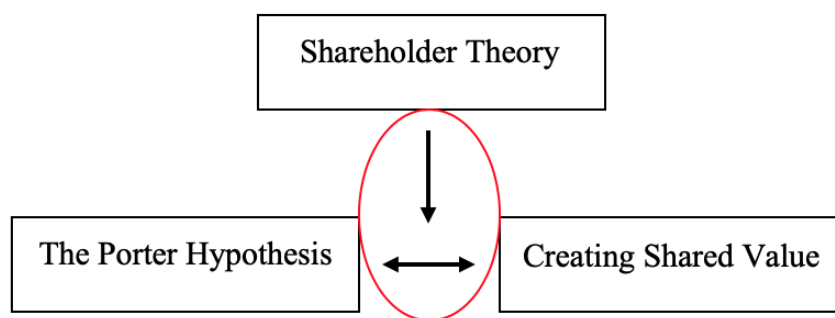 Shareholder Theory
The Porter Hypothesis
Creating Shared Value